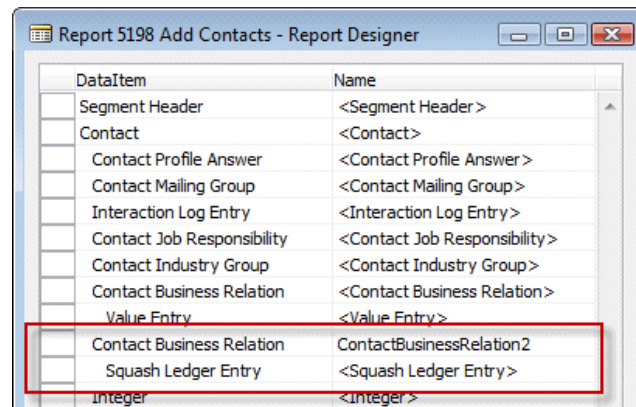 Report 5198 Add Contacts - Report Designer
DataItem Name
Segment Header <Segment Header>
Contact <Contact>
Contact Profile Answer <Contact Profile Answer>
Contact Mailing Group <Contact Mailing Group>
Interaction Log Entry <Interaction Log Entry>
Contact Job Responsibility <Contact Job Responsibility>
Contact Industry Group <Contact Industry Group>
Contact Business Relation <Contact Business Relation>
Value Entry <Value Entry>
Contact Business Relation ContactBusinessRelation2
Squash Ledger Entry <Squash Ledger Entry>
Integer <Integer>